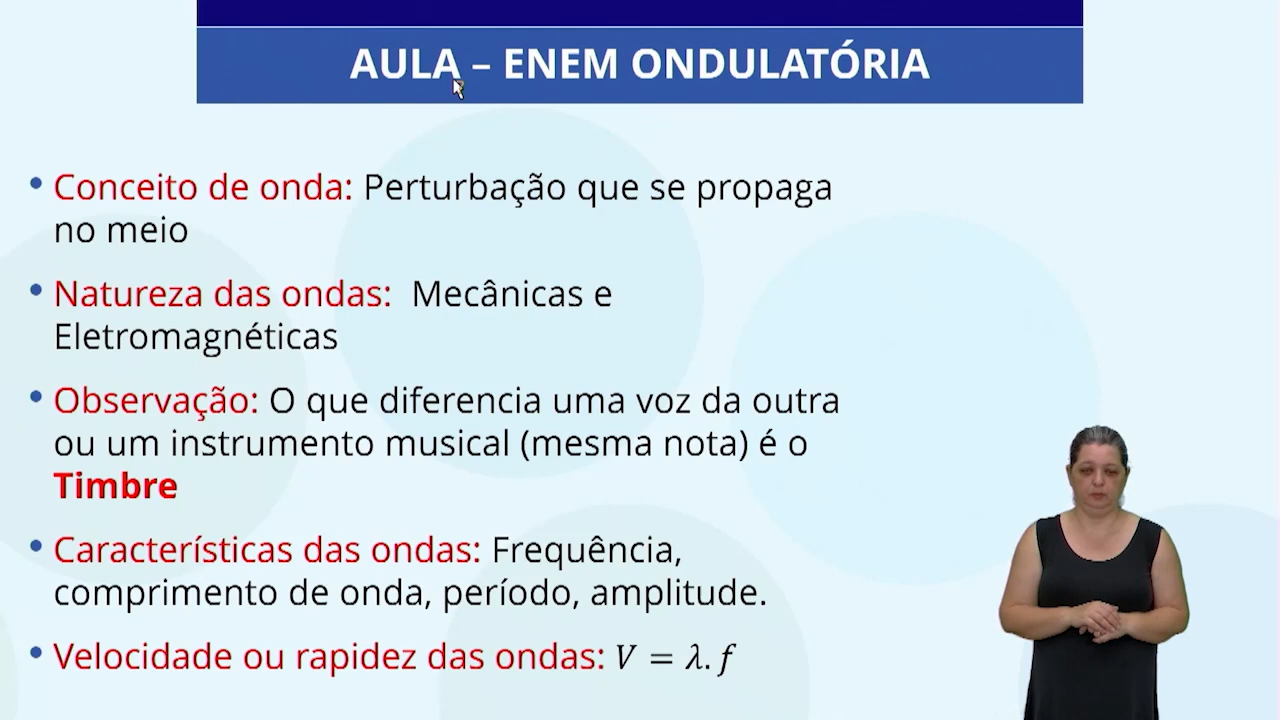 AULA – ENEM ONDULATÓRIA
• Conceito de onda: Perturbação que se propaga
no meio
• Natureza das ondas: Mecânicas e
Eletromagnéticas
• Observação: O que diferencia uma voz da outra
ou um instrumento musical (mesma nota) é o
Timbre
• Características das ondas: Frequência,
comprimento de onda, período, amplitude.
• Velocidade ou rapidez das ondas: V = λ. f